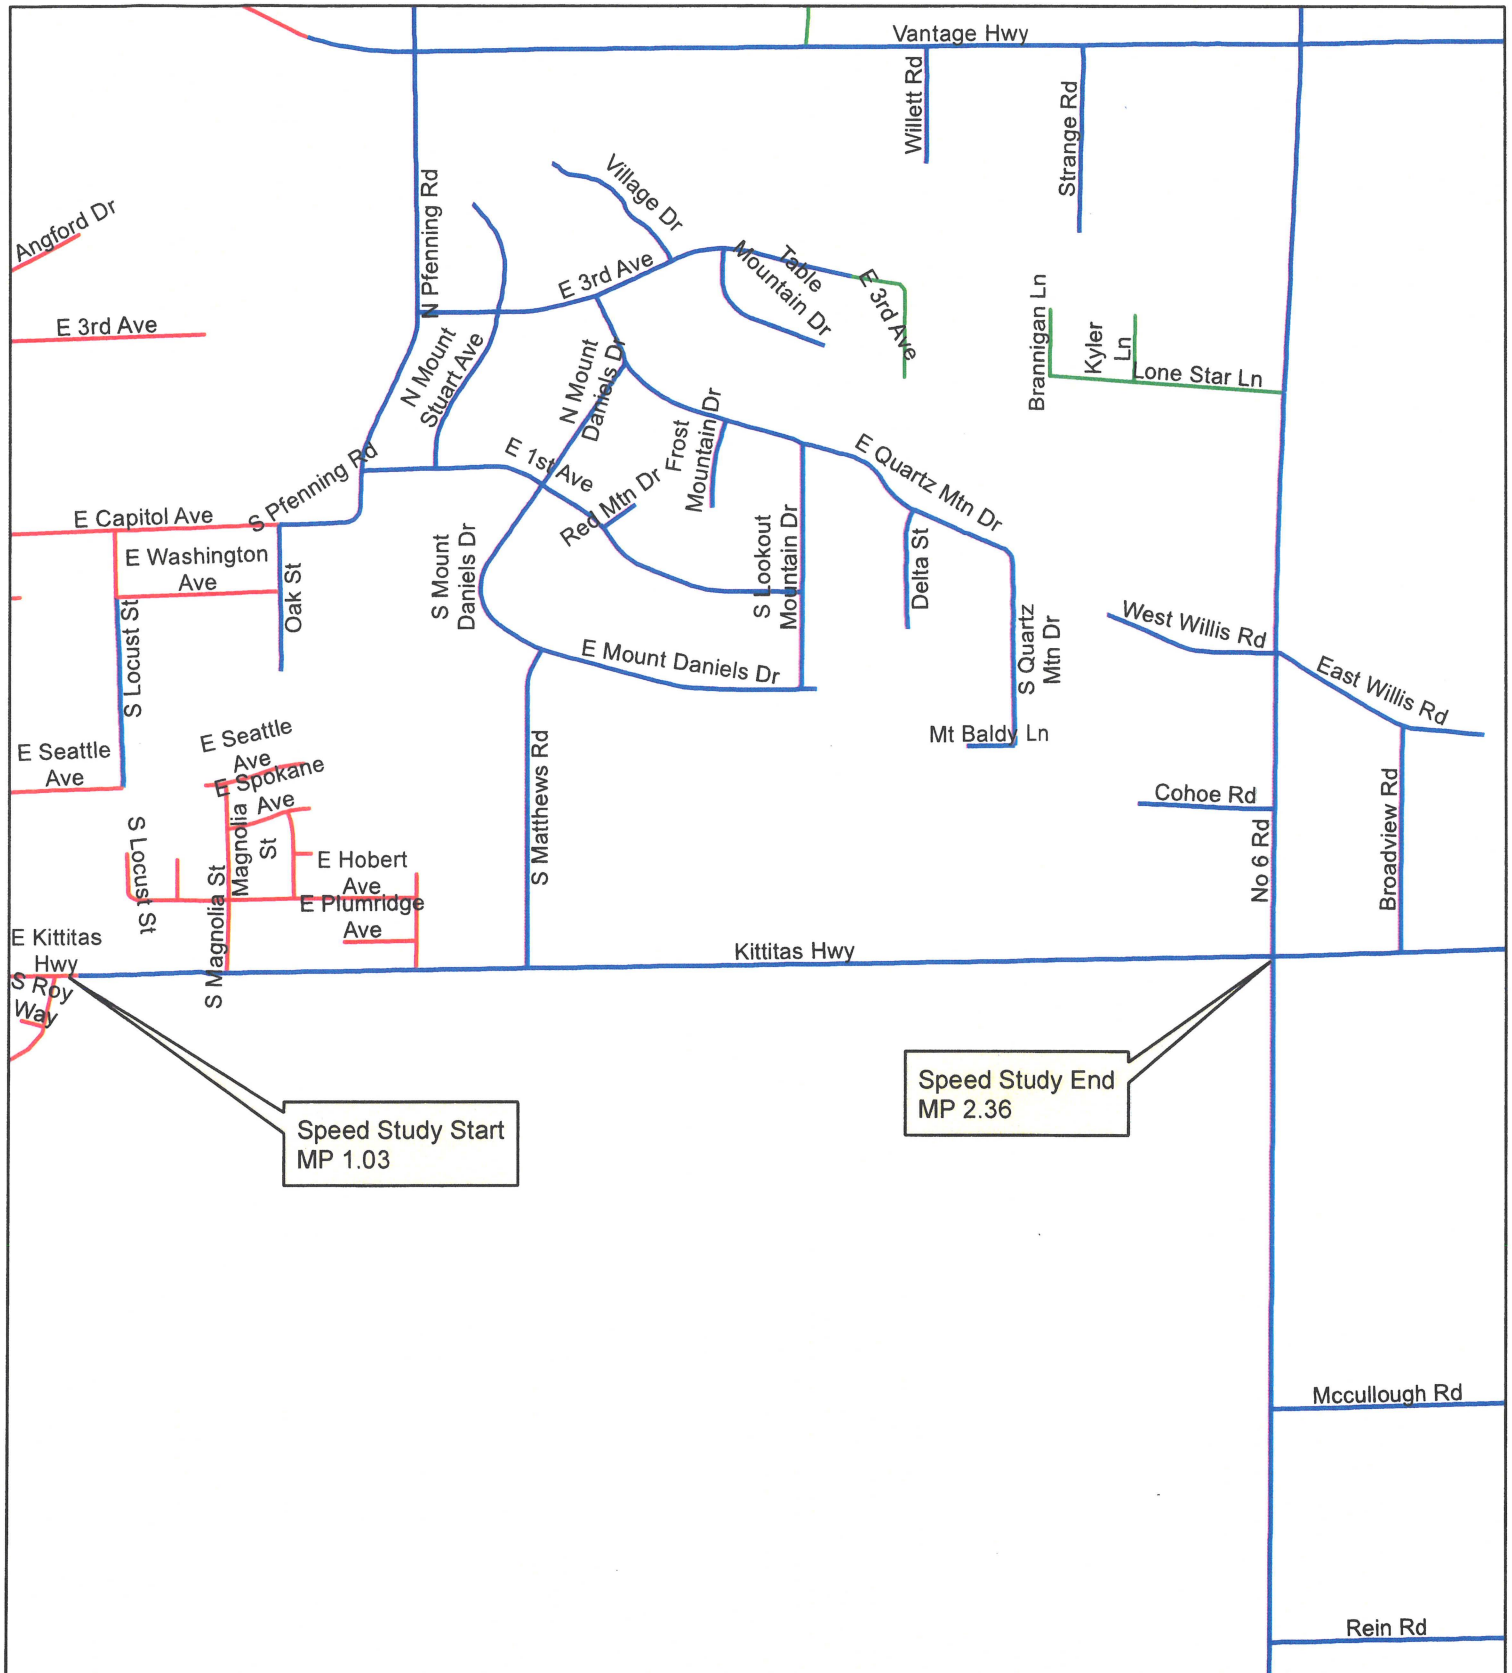 Vantage Hwy
Willett Rd
Strange Rd
N Pfenning Rd
Village Dr
Angford Dr
E 3rd Ave
Table
Mountain Dr
E 3rd Ave
E 3rd Ave
N Mount
Stuart Ave
N Mount
Daniels Dr
Brannigan Ln
Kyler
Ln
Lone Star Ln
Frost
Mountain Dr
E 1st Ave
Red Mtn Dr
E Quartz Mtn Dr
S Pfenning Rd
E Capitol Ave
E Washington
Ave
Oak St
S Locust St
S Mount
Daniels Dr
S Lookout
Mountain Dr
Delta St
S Quartz
Mtn Dr
West Willis Rd
East Willis Rd
E Mount Daniels Dr
Mt Baldy Ln
E Seattle
Ave
E Seattle
Ave
E Spokane
Ave
Magnolia
St
S Locust St
S Magnolia St
E Hobert
Ave
E Plumridge
Ave
S Matthews Rd
Cohoe Rd
No 6 Rd
Broadview Rd
E Kittitas
Hwy
Kittitas Hwy
S Roy
Way
Speed Study Start
MP 1.03
Speed Study End
MP 2.36
Mccullough Rd
Rein Rd